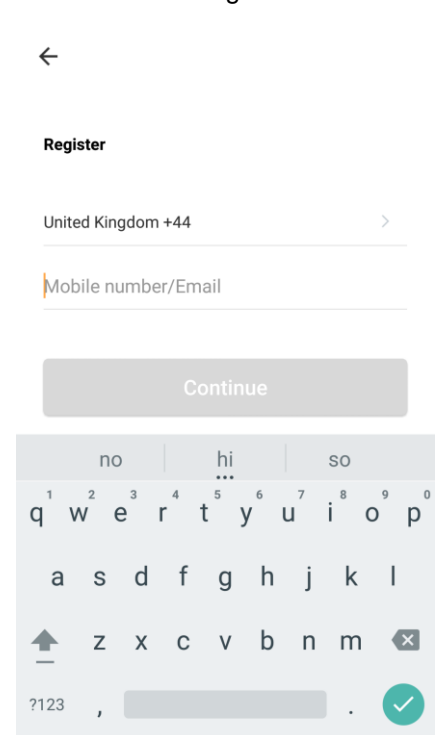 Register
United Kingdom +44
Mobile number/Email
Continue
no hi so
1 2 3 4 5 6 7 8 9 0
q w e r t y u i o p
a s d f g h j k l
z x c v b n m
?123 , .